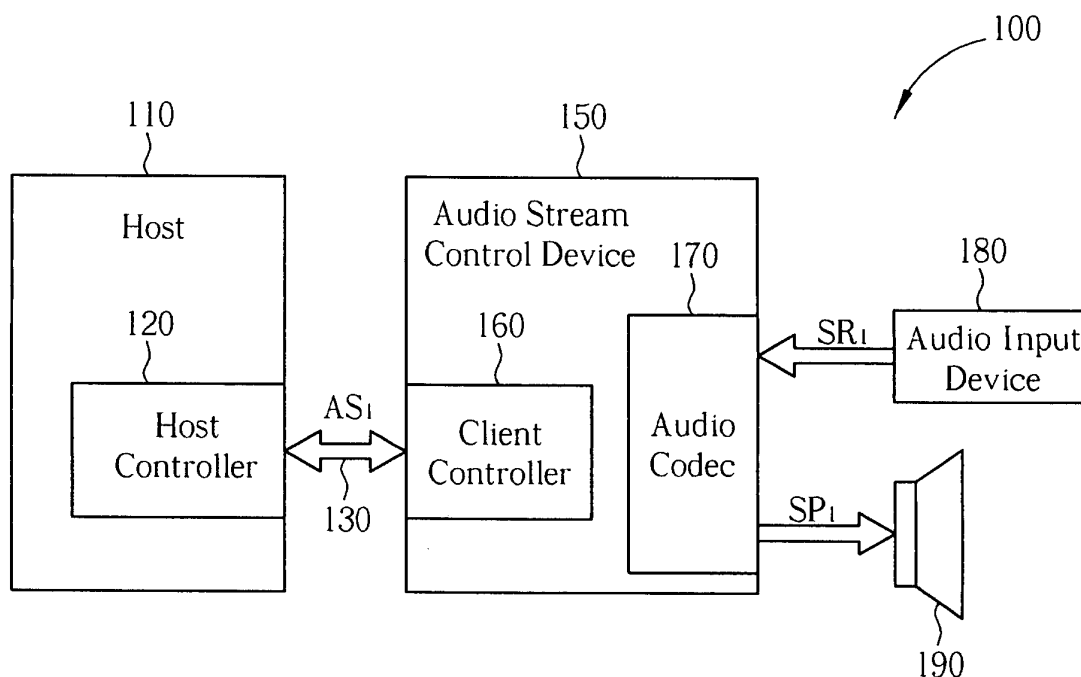 100
110
150
Host
Audio Stream
Control Device
170
180
120
160
SR1
Audio Input
Device
Host
Controller
AS1
130
Client
Controller
Audio
Codec
SP1
190